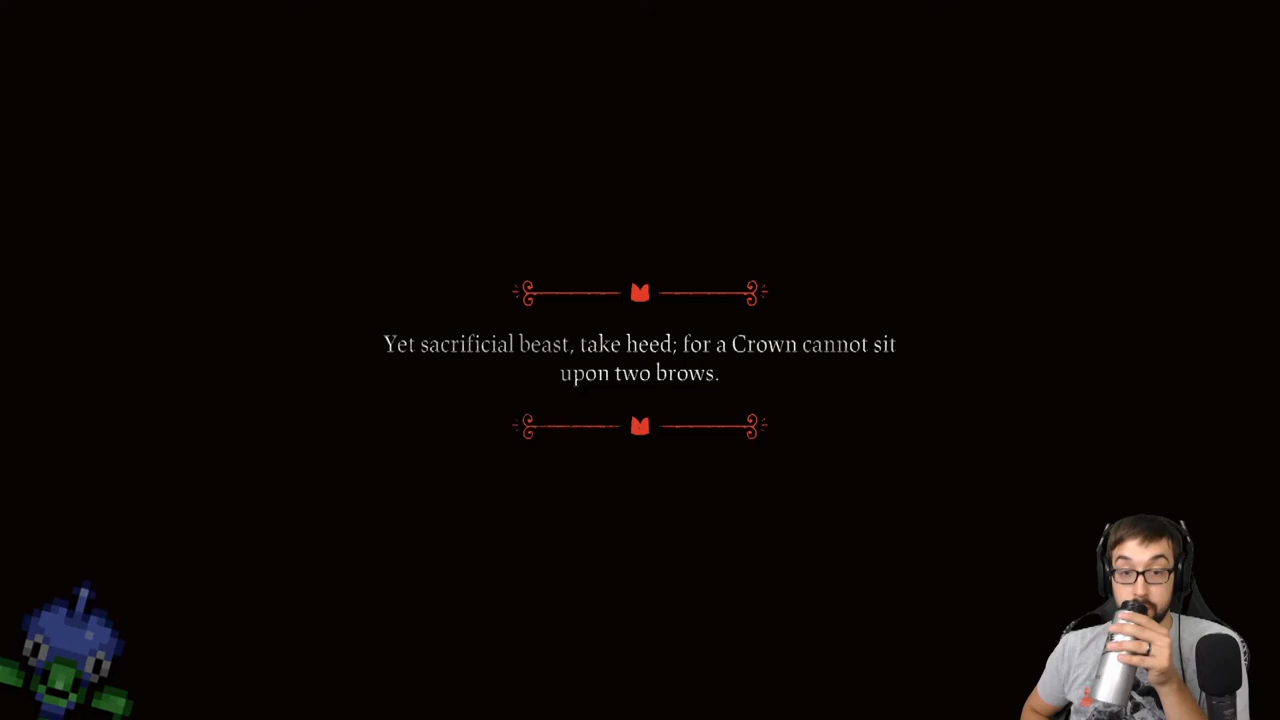 Yet sacrificial beast, take heed; for a Crown cannot sit
upon two brows.